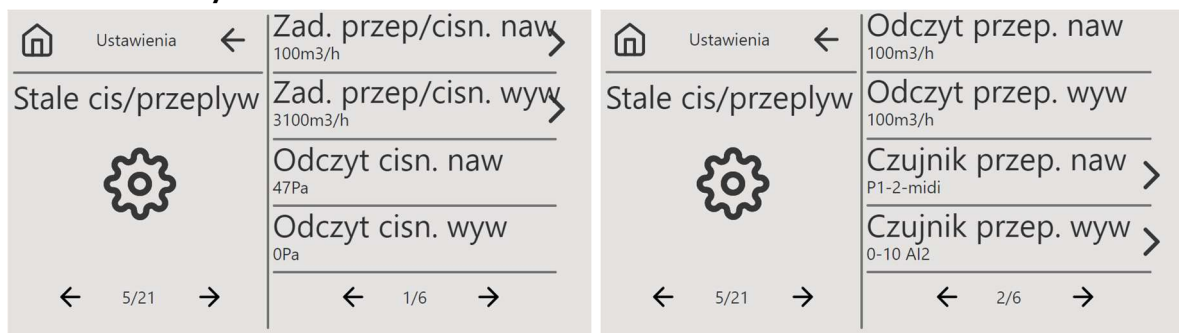 Ustawienia
Stale cis/przeplyw
5/21
Zad. przep/cisn. naw
100m3/h
Zad. przep/cisn. wyw
3100m3/h
Odczyt cisn. naw
47Pa
Odczyt cisn. wyw
0Pa
1/6
Ustawienia
Stale cis/przeplyw
5/21
Odczyt przep. naw
100m3/h
Odczyt przep. wyw
100m3/h
Czujnik przep. naw
P1-2-midi
Czujnik przep. wyw
0-10 AI2
2/6